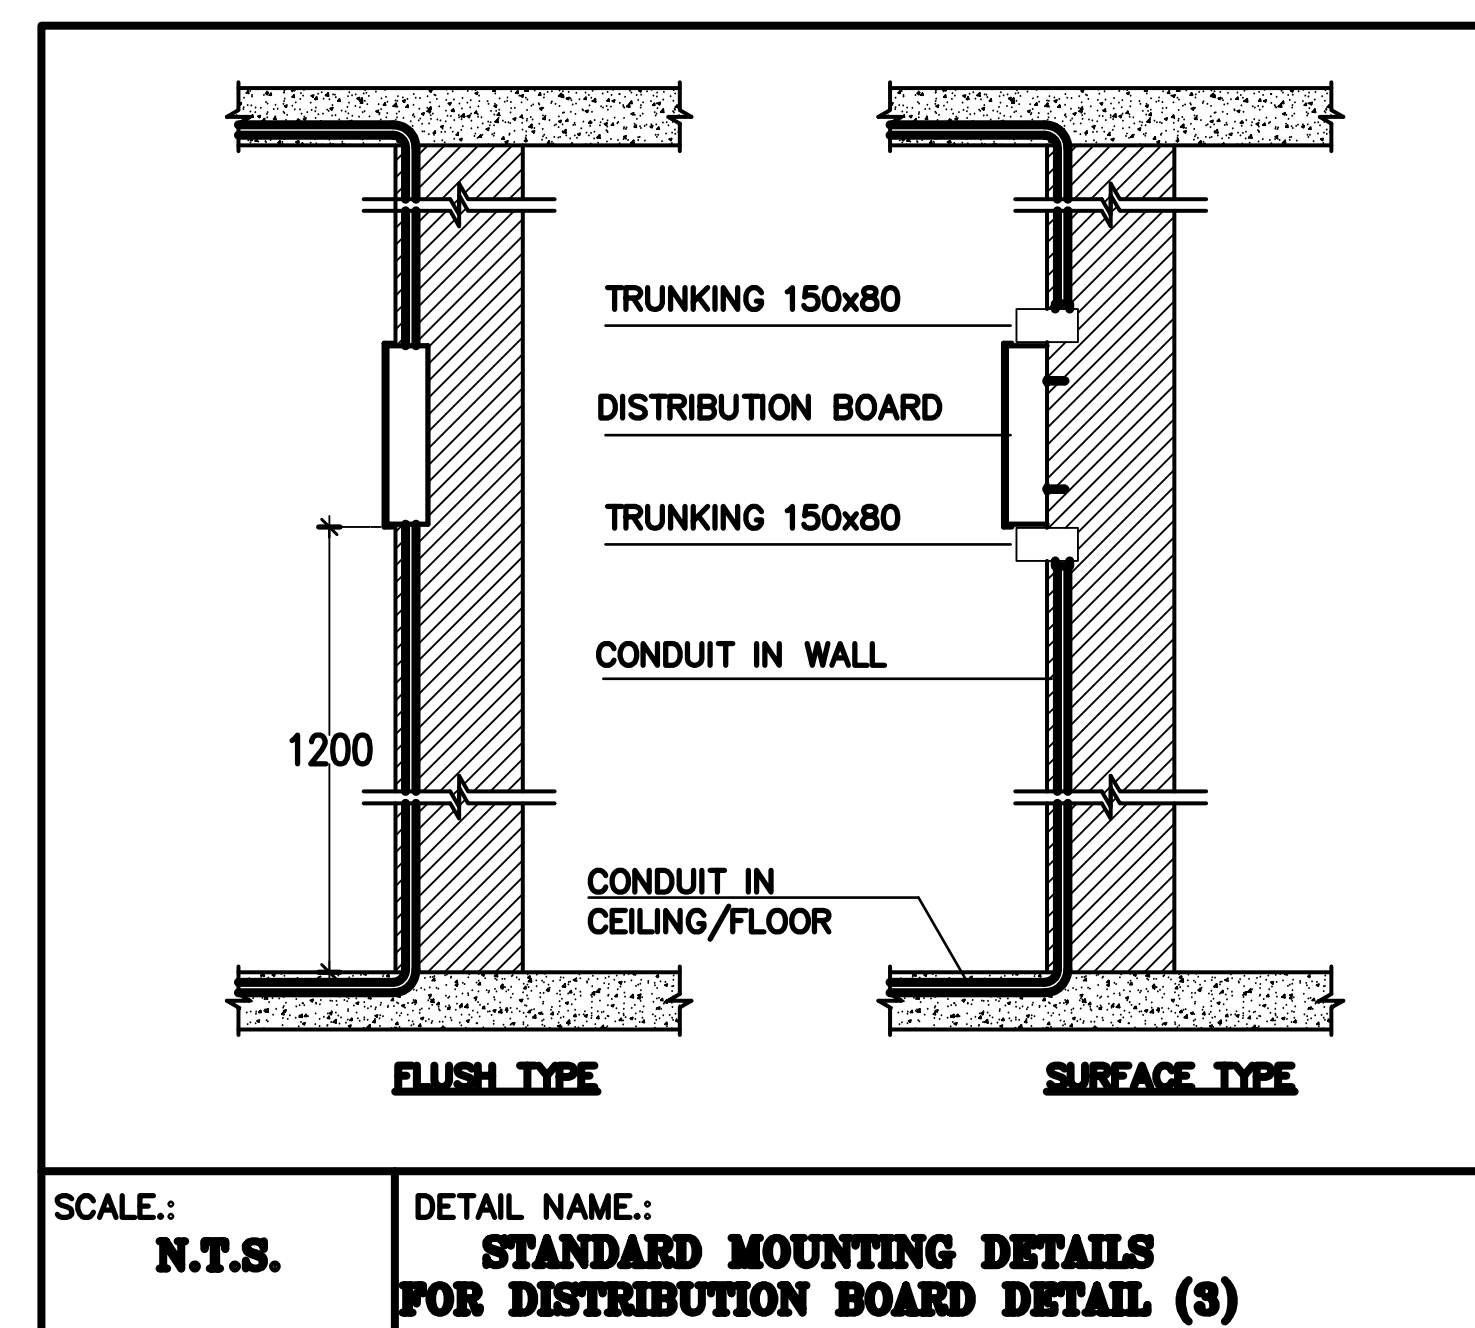 TRUNKING 150x80
DISTRIBUTION BOARD
TRUNKING 150x80
CONDUIT IN WALL
1200
CONDUIT IN
CEILING/FLOOR
FLUSH TYPE
SURFACE TYPE
SCALE.:
N.T.S.
DETAIL NAME.:
STANDARD MOUNTING DETAILS
FOR DISTRIBUTION BOARD DETAIL (3)